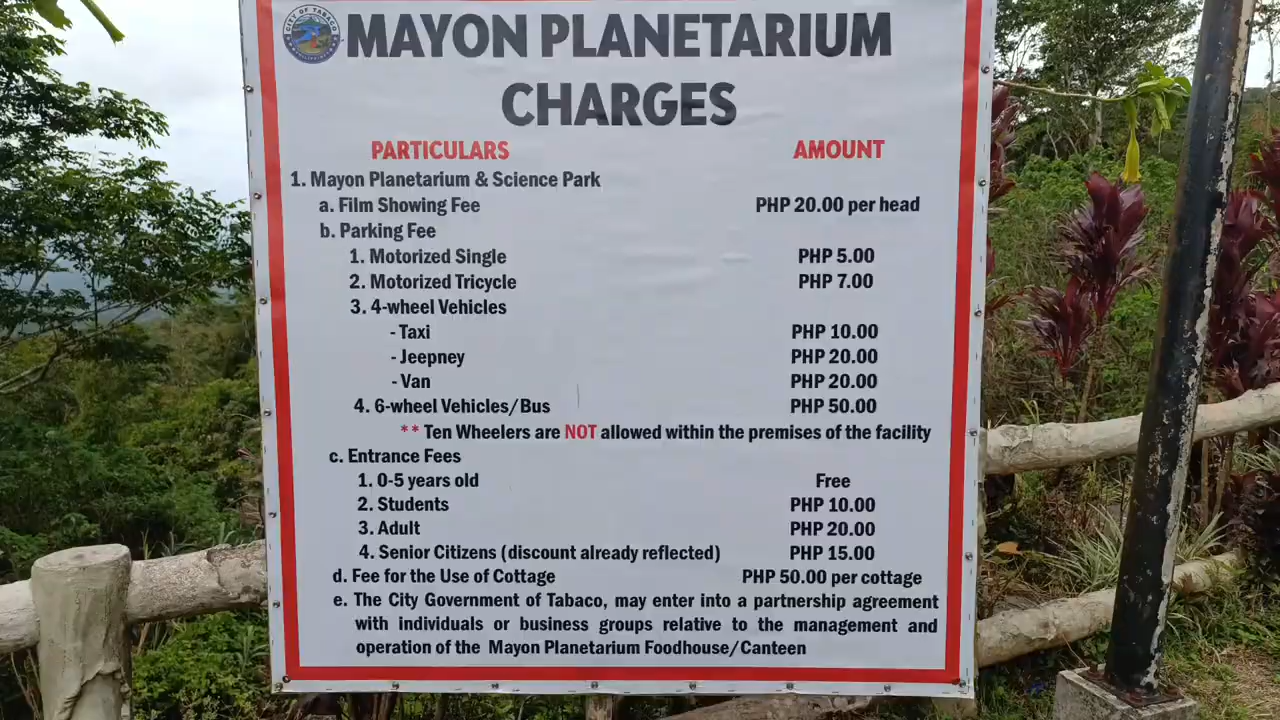 CITY OF TABACO
MAYON PLANETARIUM
CHARGES
PARTICULARS AMOUNT
1. Mayon Planetarium & Science Park
a. Film Showing Fee PHP 20.00 per head
b. Parking Fee
1. Motorized Single PHP 5.00
2. Motorized Tricycle PHP 7.00
3. 4-wheel Vehicles
- Taxi PHP 10.00
- Jeepney PHP 20.00
- Van PHP 20.00
4. 6-wheel Vehicles/Bus PHP 50.00
** Ten Wheelers are NOT allowed within the premises of the facility
c. Entrance Fees
1. 0-5 years old Free
2. Students PHP 10.00
3. Adult PHP 20.00
4. Senior Citizens (discount already reflected) PHP 15.00
d. Fee for the Use of Cottage PHP 50.00 per cottage
e. The City Government of Tabaco, may enter into a partnership agreement
with individuals or business groups relative to the management and
operation of the Mayon Planetarium Foodhouse/Canteen